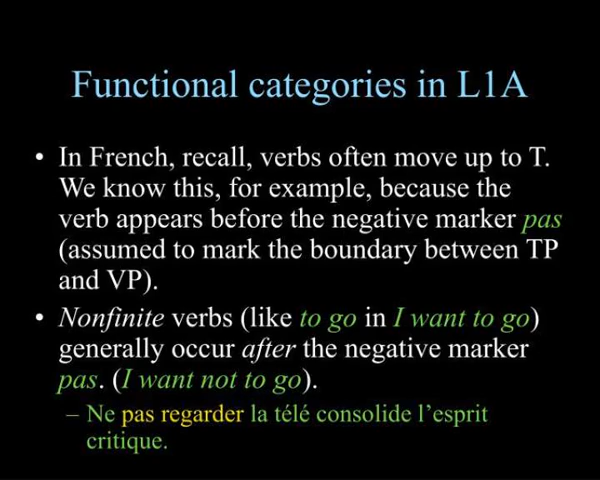 Functional categories in L1A
• In French, recall, verbs often move up to T.
We know this, for example, because the
verb appears before the negative marker pas
(assumed to mark the boundary between TP
and VP).
• Nonfinite verbs (like to go in I want to go)
generally occur after the negative marker
pas. (I want not to go).
– Ne pas regarder la télé consolide l’esprit
critique.